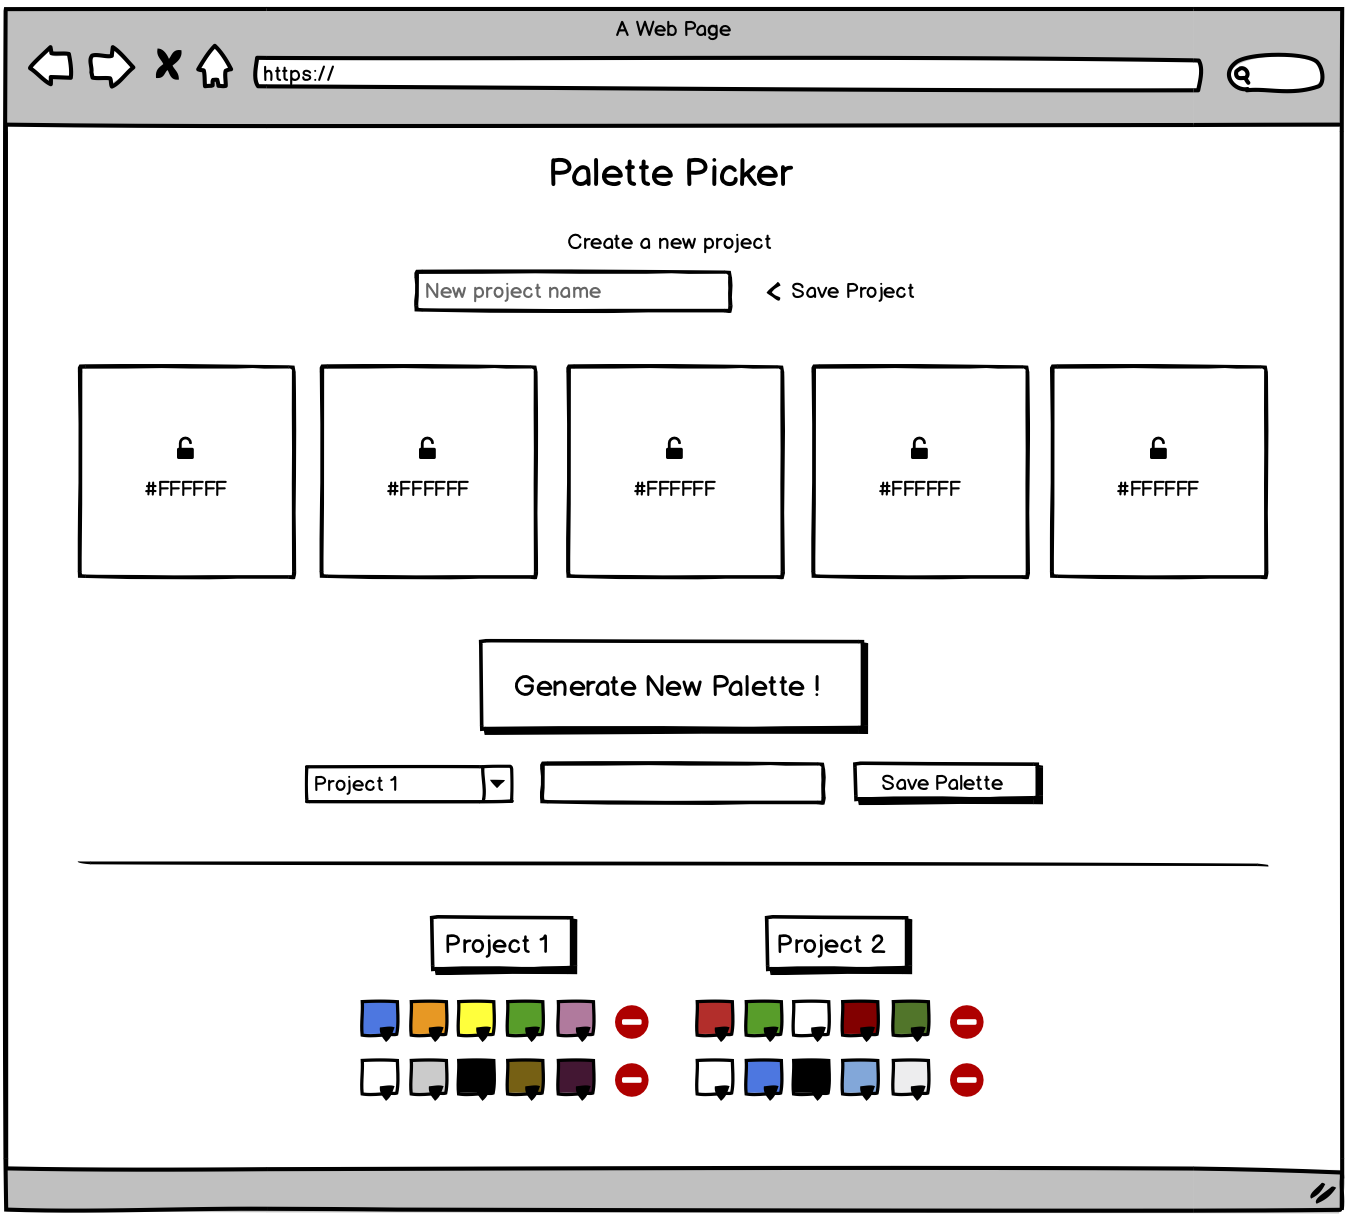 A Web Page
https://
Palette Picker
Create a new project
New project name
< Save Project
#FFFFFF #FFFFFF #FFFFFF #FFFFFF #FFFFFF
Generate New Palette !
Project 1
Save Palette
Project 1
Project 2